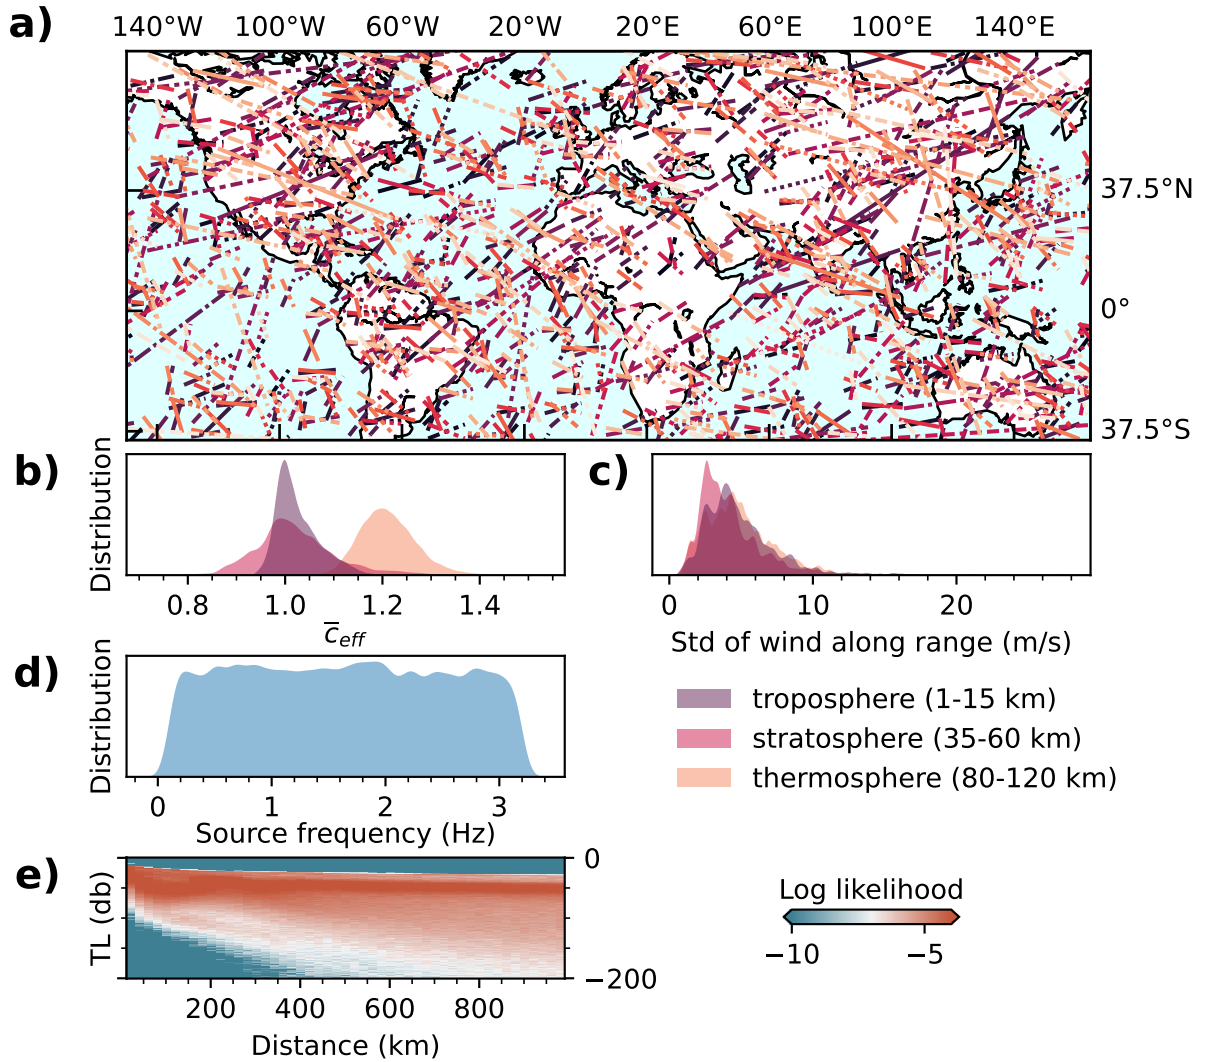 a)
140°W 100°W 60°W 20°W 20°E 60°E 100°E 140°E
37.5°N
0°
37.5°S
b)
Distribution
0.8 1.0 1.2 1.4
c̅eff
c)
0 10 20
Std of wind along range (m/s)
d)
Distribution
0 1 2 3
Source frequency (Hz)
troposphere (1-15 km)
stratosphere (35-60 km)
thermosphere (80-120 km)
e)
TL (db)
0
−200
200 400 600 800
Distance (km)
Log likelihood
−10 −5